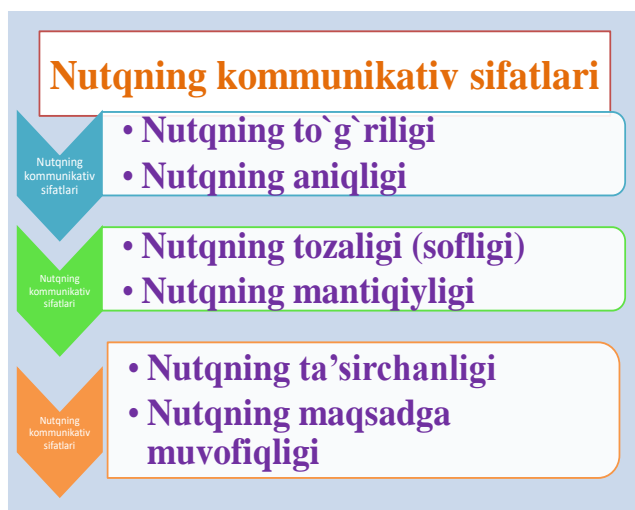 Nutqning kommunikativ sifatlari
Nutqning
kommunikativ
sifatlari
• Nutqning to`g`riligi
• Nutqning aniqligi
Nutqning
kommunikativ
sifatlari
• Nutqning tozaligi (sofligi)
• Nutqning mantiqiyligi
Nutqning
kommunikativ
sifatlari
• Nutqning ta’sirchanligi
• Nutqning maqsadga
muvofiqligi